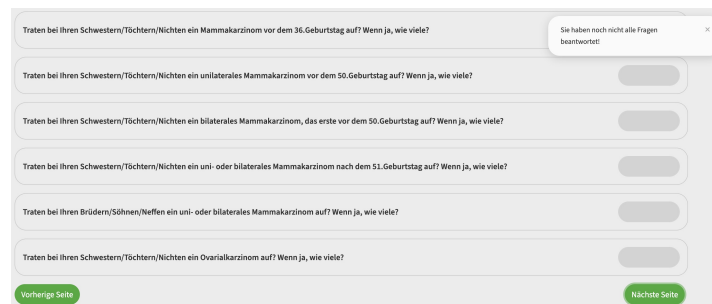 Traten bei Ihren Schwestern/Töchtern/Nichten ein Mammakarzinom vor dem 36.Geburtstag auf? Wenn ja, wie viele?
Sie haben noch nicht alle Fragen
beantwortet!
×
Traten bei Ihren Schwestern/Töchtern/Nichten ein unilaterales Mammakarzinom vor dem 50.Geburtstag auf? Wenn ja, wie viele?
Traten bei Ihren Schwestern/Töchtern/Nichten ein bilaterales Mammakarzinom, das erste vor dem 50.Geburtstag auf? Wenn ja, wie viele?
Traten bei Ihren Schwestern/Töchtern/Nichten ein uni- oder bilaterales Mammakarzinom nach dem 51.Geburtstag auf? Wenn ja, wie viele?
Traten bei Ihren Brüdern/Söhnen/Neffen ein uni- oder bilaterales Mammakarzinom auf? Wenn ja, wie viele?
Traten bei Ihren Schwestern/Töchtern/Nichten ein Ovarialkarzinom auf? Wenn ja, wie viele?
Vorherige Seite
Nächste Seite